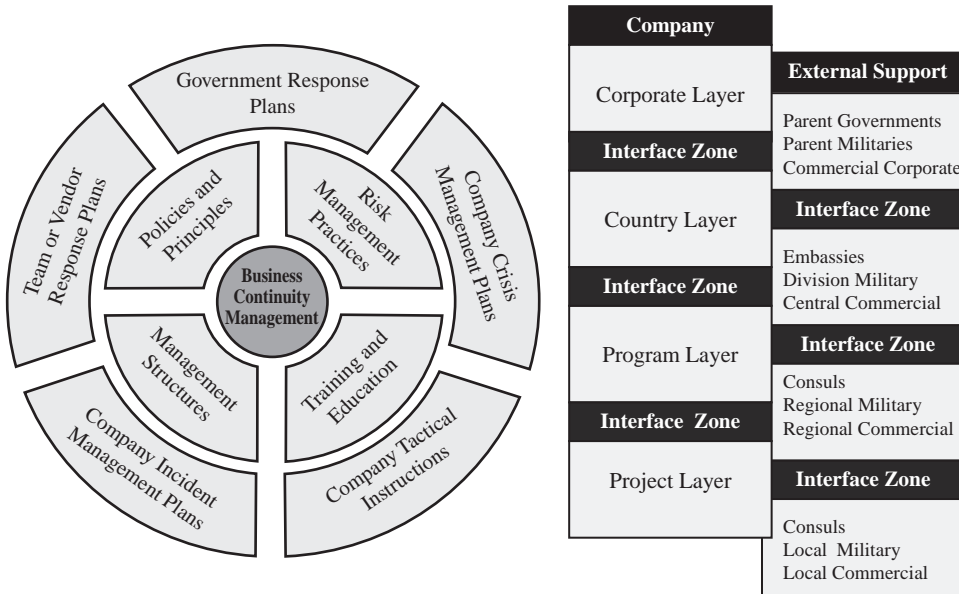 Government Response
Plans
Team or Vendor
Response Plans
Company Crisis
Management Plans
Policies and
Principles
Risk
Management
Practices
Business
Continuity
Management
Management
Structures
Training and
Education
Company Incident
Management Plans
Company Tactical
Instructions
Company
Corporate Layer
Interface Zone
Country Layer
Interface Zone
Program Layer
Interface Zone
Project Layer
External Support
Parent Governments
Parent Militaries
Commercial Corporate
Interface Zone
Embassies
Division Military
Central Commercial
Interface Zone
Consuls
Regional Military
Regional Commercial
Interface Zone
Consuls
Local Military
Local Commercial